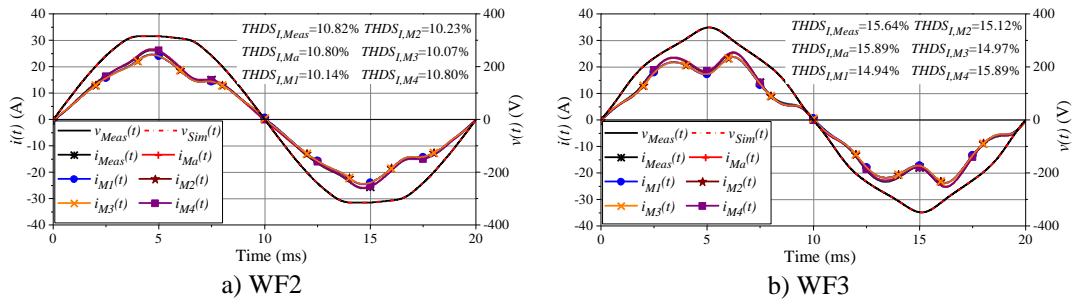 THDS_{I,Meas}=10.82% THDS_{I,M2}=10.23%
THDS_{I,Ma}=10.80% THDS_{I,M3}=10.07%
THDS_{I,M1}=10.14% THDS_{I,M4}=10.80%
40
30
20
10
0
-10
-20
-30
-40
i(t) (A)
400
200
0
-200
-400
v(t) (V)
v_{Meas}(t) v_{Sim}(t)
i_{Meas}(t) i_{Ma}(t)
i_{M1}(t) i_{M2}(t)
i_{M3}(t) i_{M4}(t)
0 5 10 15 20
Time (ms)
a) WF2
THDS_{I,Meas}=15.64% THDS_{I,M2}=15.12%
THDS_{I,Ma}=15.89% THDS_{I,M3}=14.97%
THDS_{I,M1}=14.94% THDS_{I,M4}=15.89%
40
30
20
10
0
-10
-20
-30
-40
i(t) (A)
400
200
0
-200
-400
v(t) (V)
v_{Meas}(t) v_{Sim}(t)
i_{Meas}(t) i_{Ma}(t)
i_{M1}(t) i_{M2}(t)
i_{M3}(t) i_{M4}(t)
0 5 10 15 20
Time (ms)
b) WF3